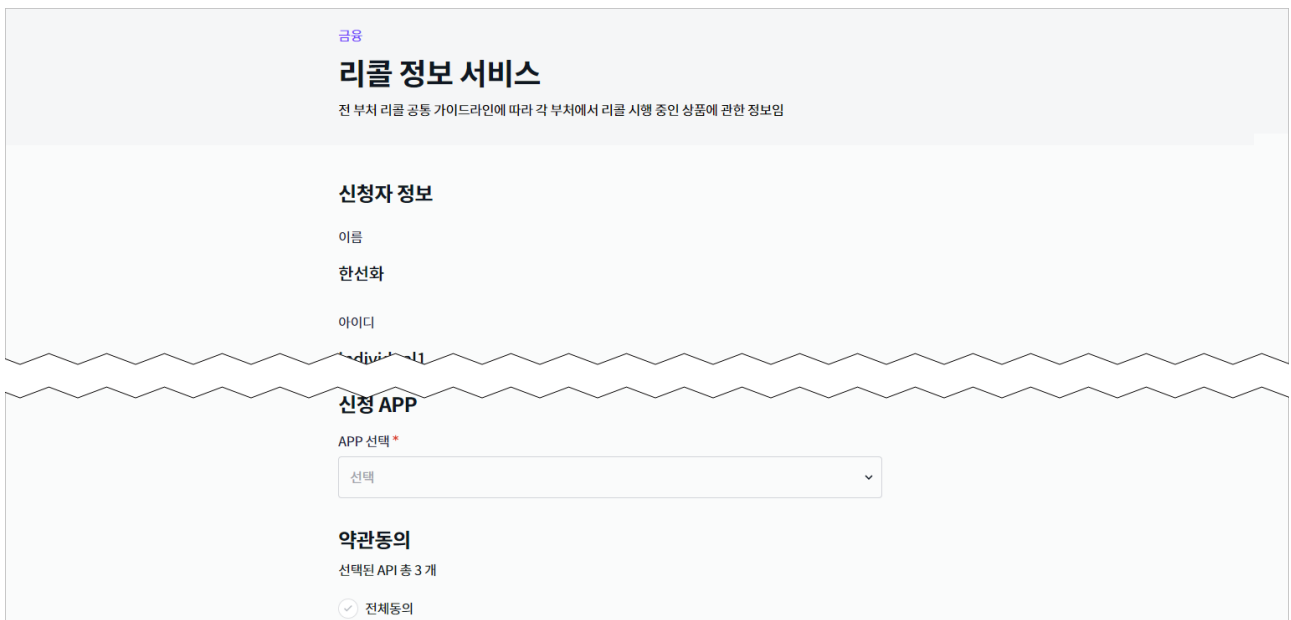 금융
리콜 정보 서비스
전 부처 리콜 공통 가이드라인에 따라 각 부처에서 리콜 시행 중인 상품에 관한 정보임
신청자 정보
이름
한선화
아이디
individual1
신청 APP
APP 선택 *
선택
약관동의
선택된 API 총 3 개
전체동의